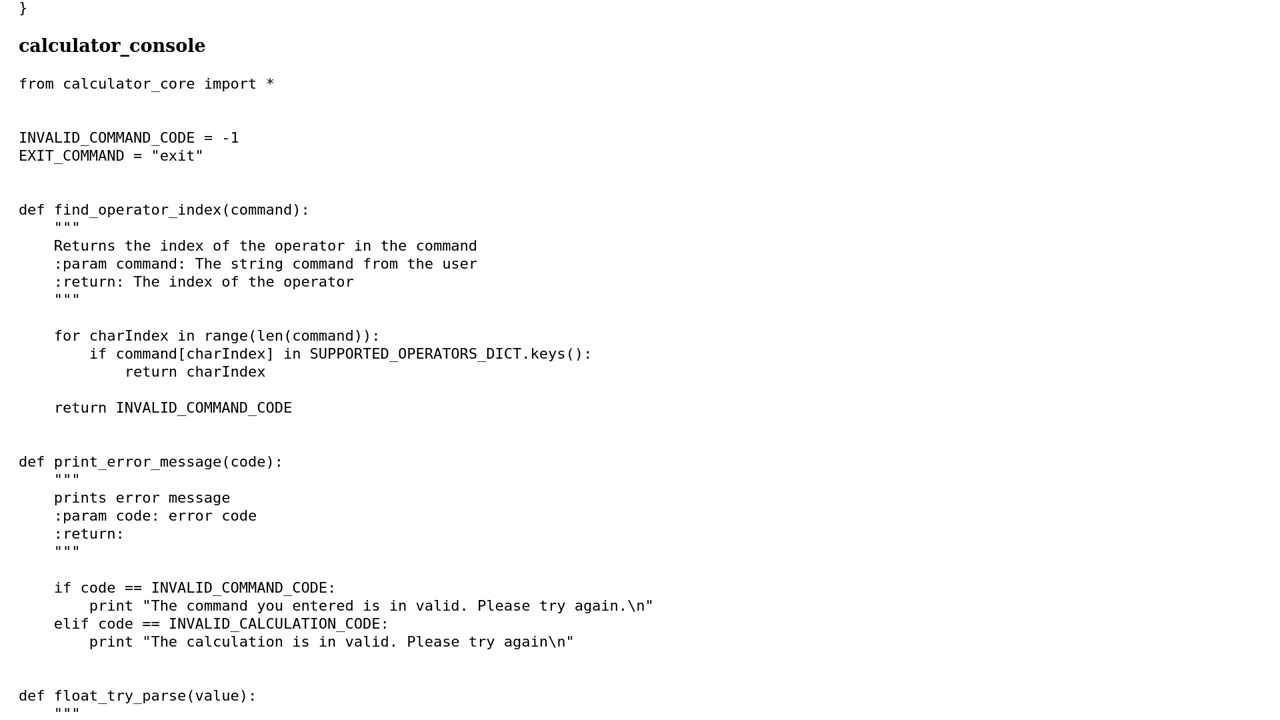 }
calculator_console
from calculator_core import *
INVALID_COMMAND_CODE = -1
EXIT_COMMAND = "exit"
def find_operator_index(command):
    """
    Returns the index of the operator in the command
    :param command: The string command from the user
    :return: The index of the operator
    """
    for charIndex in range(len(command)):
        if command[charIndex] in SUPPORTED_OPERATORS_DICT.keys():
            return charIndex
    return INVALID_COMMAND_CODE
def print_error_message(code):
    """
    prints error message
    :param code: error code
    :return:
    """
    if code == INVALID_COMMAND_CODE:
        print "The command you entered is in valid. Please try again.\n"
    elif code == INVALID_CALCULATION_CODE:
        print "The calculation is in valid. Please try again\n"
def float_try_parse(value):
    """